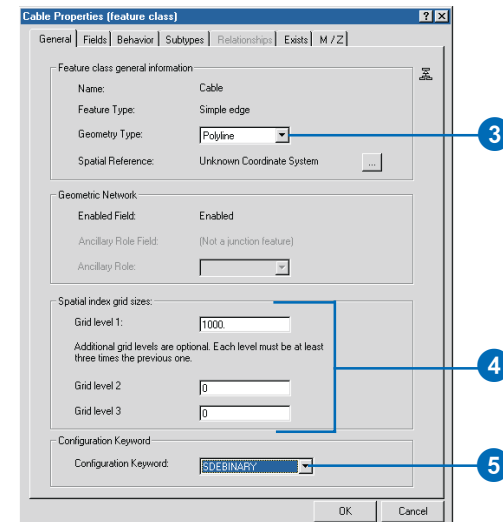 Cable Properties (feature class)
General Fields Behavior Subtypes Relationships Exists M / Z
Feature class general information
Name: Cable
Feature Type: Simple edge
Geometry Type: Polyline
3
Spatial Reference: Unknown Coordinate System ...
Geometric Network
Enabled Field: Enabled
Ancillary Role Field: (Not a junction feature)
Ancillary Role:
Spatial index grid sizes:
Grid level 1: 1000.
Additional grid levels are optional. Each level must be at least
three times the previous one.
4
Grid level 2 0
Grid level 3 0
Configuration Keyword
Configuration Keyword: SDEBINARY
5
OK Cancel